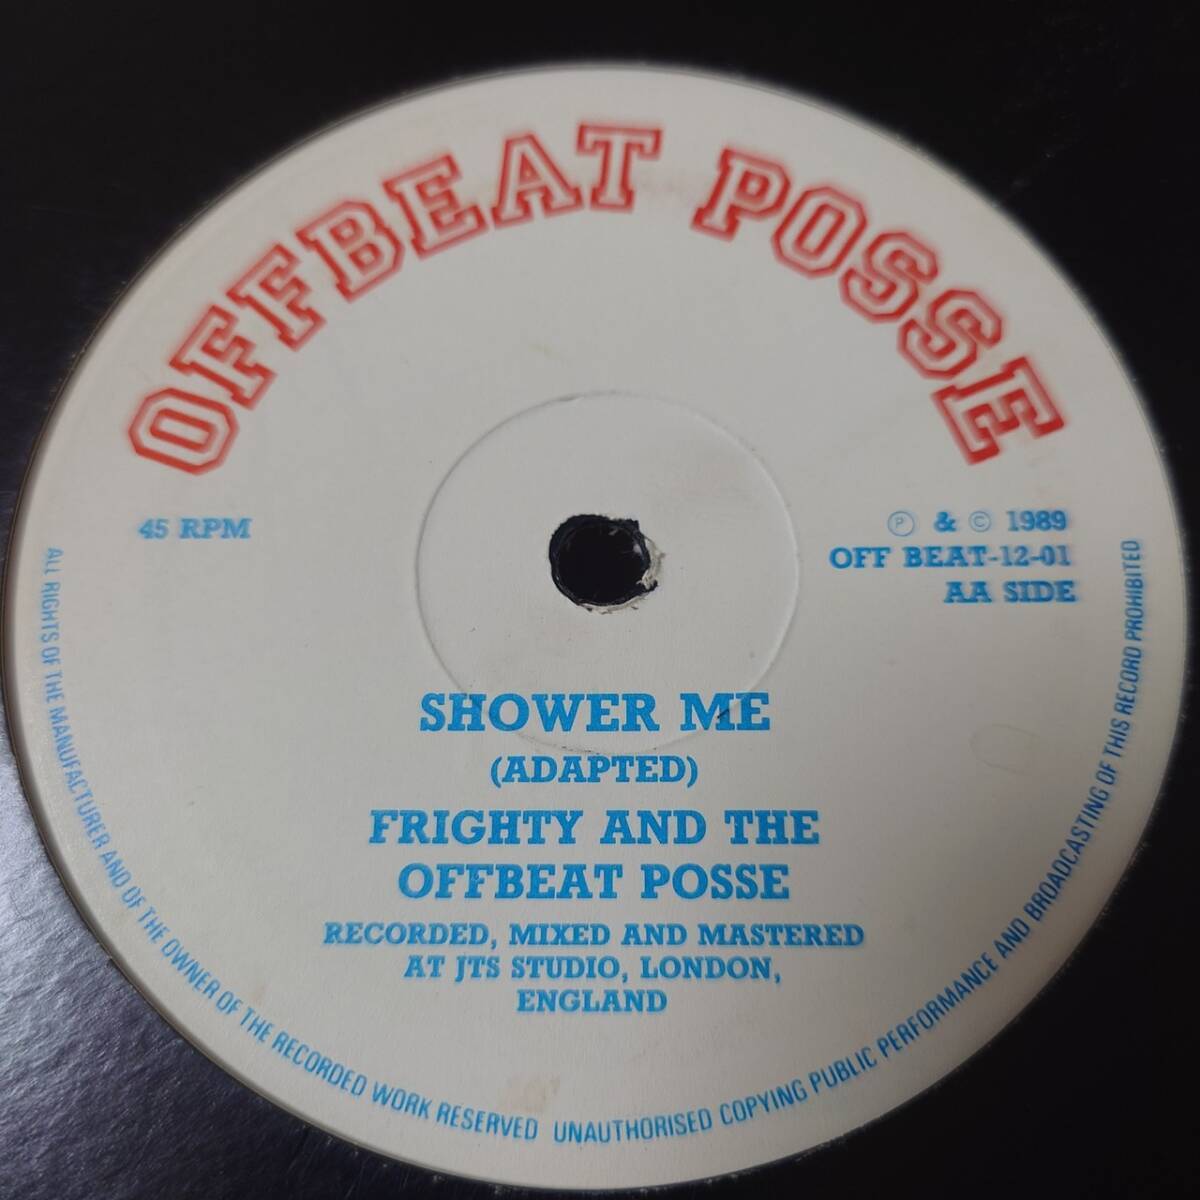 OFFBEAT POSSE
45 RPM
Ⓟ & © 1989
OFF BEAT-12-01
AA SIDE
SHOWER ME
(ADAPTED)
FRIGHTY AND THE
OFFBEAT POSSE
RECORDED, MIXED AND MASTERED
AT JTS STUDIO, LONDON,
ENGLAND
ALL RIGHTS OF THE MANUFACTURER AND OF THE OWNER OF THE RECORDED WORK RESERVED UNAUTHORISED COPYING PUBLIC PERFORMANCE AND BROADCASTING OF THIS RECORD PROHIBITED